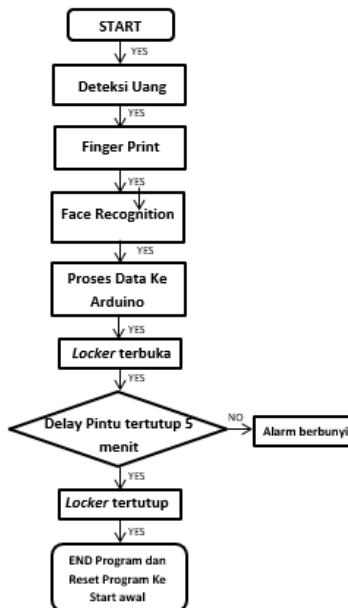 START
YES
Deteksi Uang
YES
Finger Print
YES
Face Recognition
YES
Proses Data Ke
Arduino
YES
Locker terbuka
YES
Delay Pintu tertutup 5
menit
NO
Alarm berbunyi
YES
Locker tertutup
YES
END Program dan
Reset Program Ke
Start awal